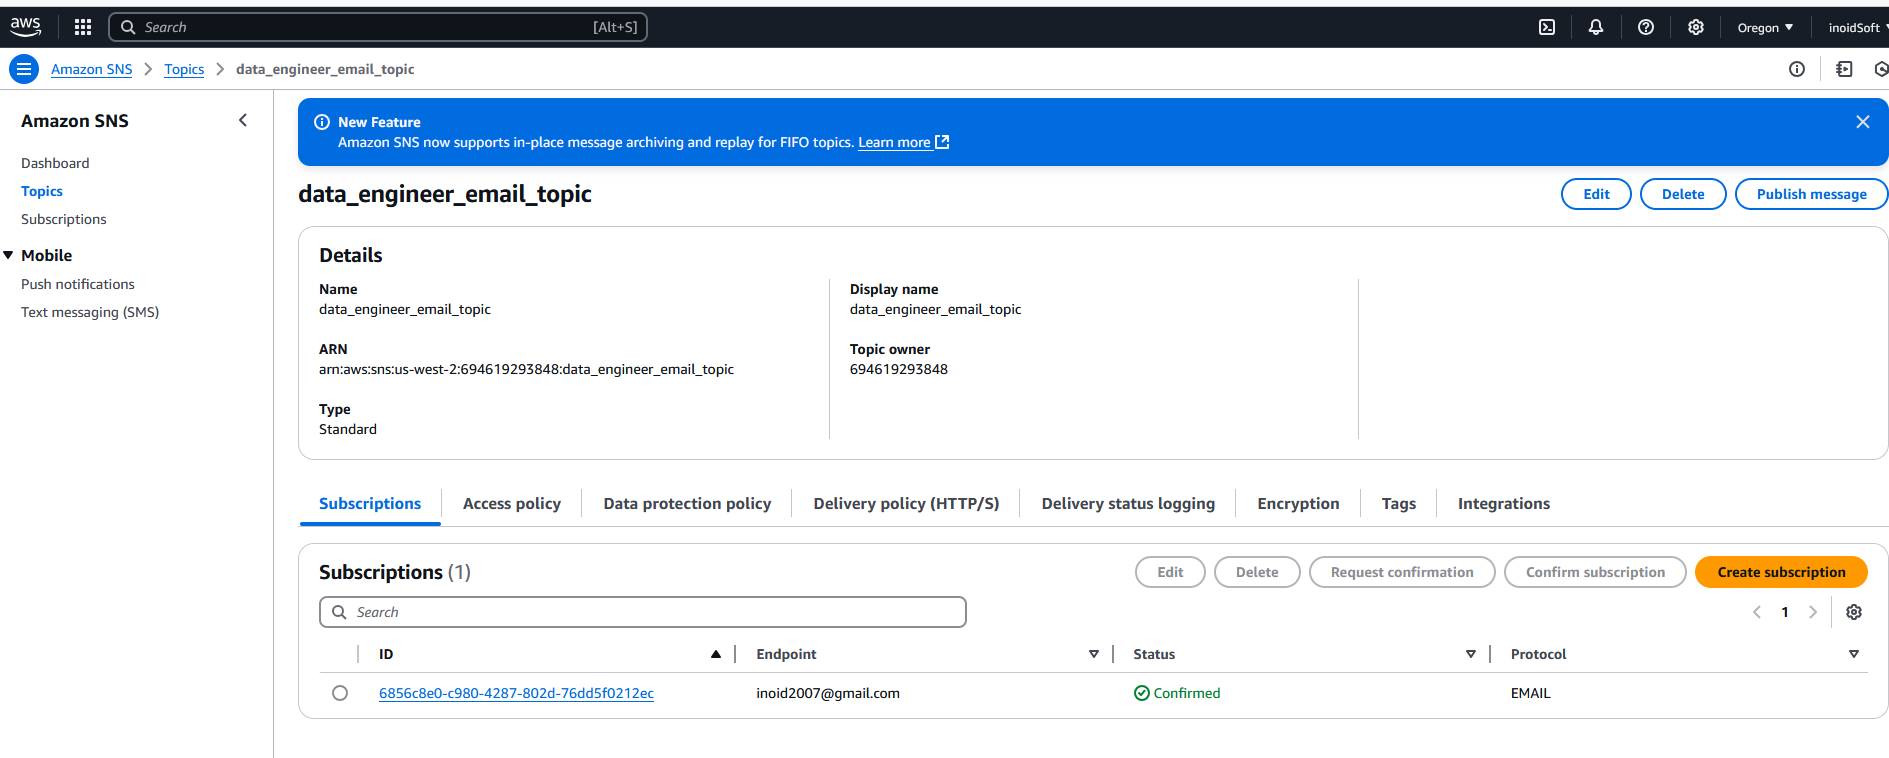 aws
Search [Alt+S]
Oregon
inoidSoft
Amazon SNS
Topics
data_engineer_email_topic
Amazon SNS
Dashboard
Topics
Subscriptions
Mobile
Push notifications
Text messaging (SMS)
New Feature
Amazon SNS now supports in-place message archiving and replay for FIFO topics. Learn more
data_engineer_email_topic
Edit
Delete
Publish message
Details
Name
data_engineer_email_topic
ARN
arn:aws:sns:us-west-2:694619293848:data_engineer_email_topic
Type
Standard
Display name
data_engineer_email_topic
Topic owner
694619293848
Subscriptions
Access policy
Data protection policy
Delivery policy (HTTP/S)
Delivery status logging
Encryption
Tags
Integrations
Subscriptions (1)
Edit
Delete
Request confirmation
Confirm subscription
Create subscription
Search
1
ID
Endpoint
Status
Protocol
6856c8e0-c980-4287-802d-76dd5f0212ec
inoid2007@gmail.com
Confirmed
EMAIL